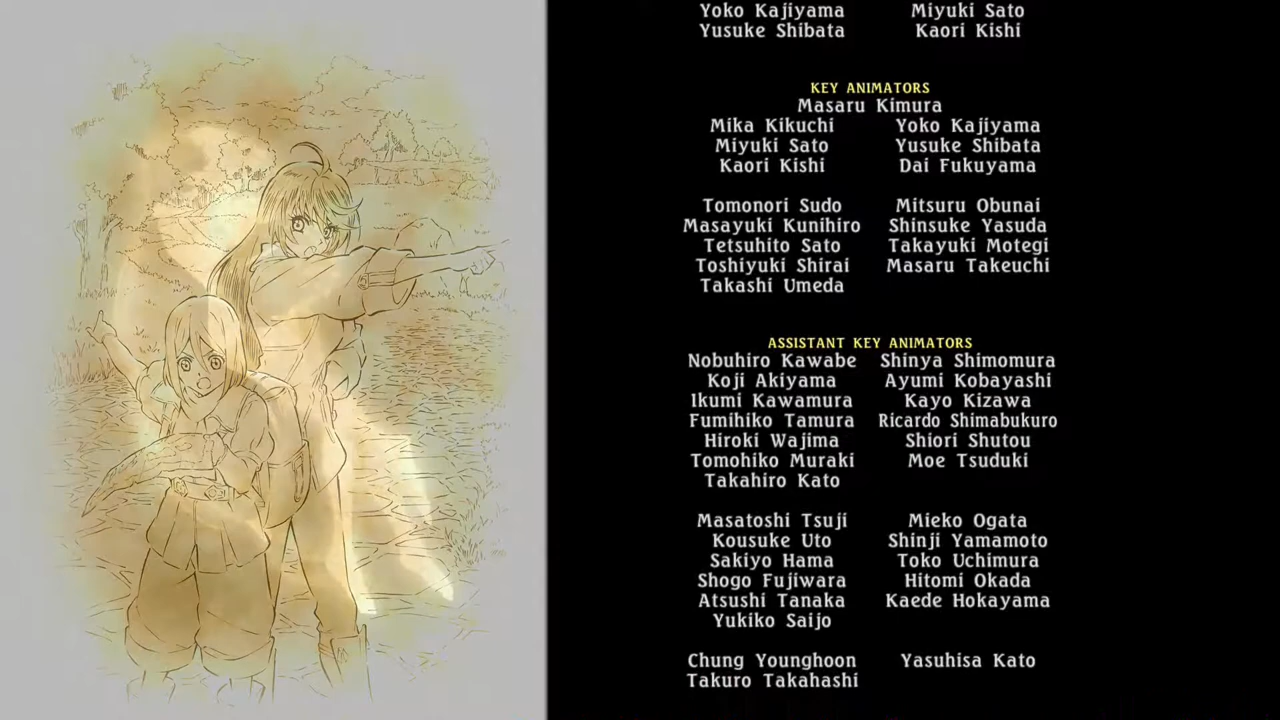 Yoko Kajiyama Miyuki Sato
Yusuke Shibata Kaori Kishi
KEY ANIMATORS
Masaru Kimura
Mika Kikuchi Yoko Kajiyama
Miyuki Sato Yusuke Shibata
Kaori Kishi Dai Fukuyama
Tomonori Sudo Mitsuru Obunai
Masayuki Kunihiro Shinsuke Yasuda
Tetsuhito Sato Takayuki Motegi
Toshiyuki Shirai Masaru Takeuchi
Takashi Umeda
ASSISTANT KEY ANIMATORS
Nobuhiro Kawabe Shinya Shimomura
Koji Akiyama Ayumi Kobayashi
Ikumi Kawamura Kayo Kizawa
Fumihiko Tamura Ricardo Shimabukuro
Hiroki Wajima Shiori Shutou
Tomohiko Muraki Moe Tsuduki
Takahiro Kato
Masatoshi Tsuji Mieko Ogata
Kousuke Uto Shinji Yamamoto
Sakiyo Hama Toko Uchimura
Shogo Fujiwara Hitomi Okada
Atsushi Tanaka Kaede Hokayama
Yukiko Saijo
Chung Younghoon Yasuhisa Kato
Takuro Takahashi